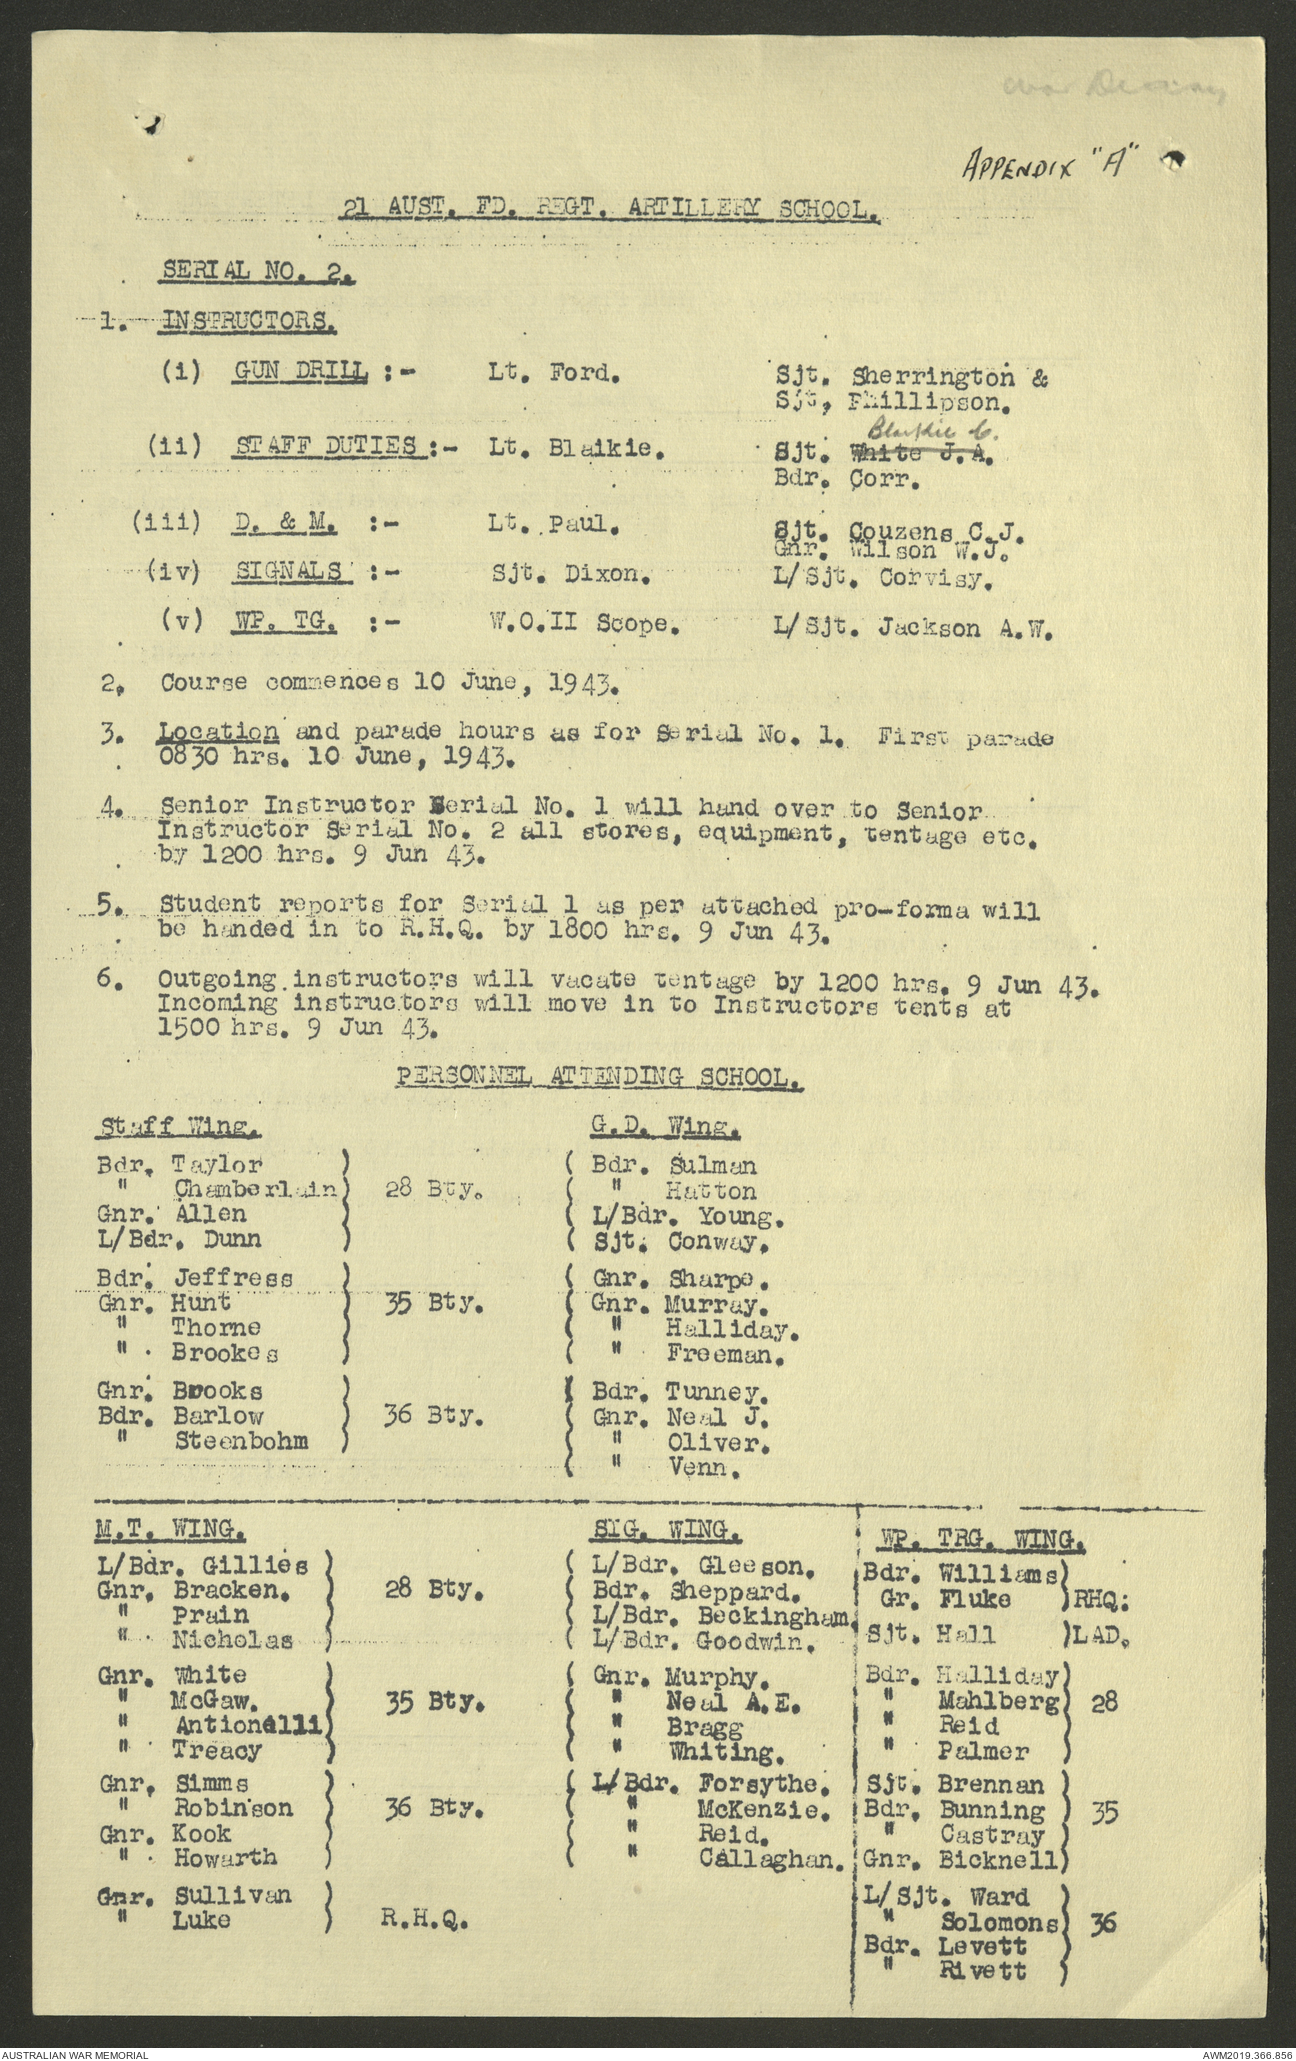 War Diary
APPENDIX "A"
21 AUST. FD. REGT. ARTILLERY SCHOOL.
SERIAL NO. 2.
1. INSTRUCTORS.
(i) GUN DRILL :- Lt. Ford. Sjt. Sherrington &
Sjt, Phillipson.
Blaikie C.
(ii) STAFF DUTIES :- Lt. Blaikie. Sjt. White J.A.
Bdr. Corr.
(iii) D. & M. :- Lt. Paul. Sjt. Couzens C.J.
Gnr. Wilson W.J.
(iv) SIGNALS :- Sjt. Dixon. L/Sjt. Corvisy.
(v) WP. TG. :- W.O.II Scope. L/Sjt. Jackson A.W.
2. Course commences 10 June, 1943.
3. Location and parade hours as for Serial No. 1. First parade
0830 hrs. 10 June, 1943.
4. Senior Instructor Serial No. 1 will hand over to Senior
Instructor Serial No. 2 all stores, equipment, tentage etc.
by 1200 hrs. 9 Jun 43.
5. Student reports for Serial 1 as per attached pro-forma will
be handed in to R.H.Q. by 1800 hrs. 9 Jun 43.
6. Outgoing instructors will vacate tentage by 1200 hrs. 9 Jun 43.
Incoming instructors will move in to Instructors tents at
1500 hrs. 9 Jun 43.
PERSONNEL ATTENDING SCHOOL.
Staff Wing. G.D. Wing.
Bdr. Taylor ) ( Bdr. Sulman
" Chamberlain) 28 Bty. ( " Hatton
Gnr. Allen ) ( L/Bdr. Young.
L/Bdr. Dunn ) ( Sjt. Conway.
Bdr. Jeffress ) ( Gnr. Sharpe.
Gnr. Hunt ) 35 Bty. ( Gnr. Murray.
" Thorne ) ( " Halliday.
" Brookes ) ( " Freeman.
Gnr. Brooks ) ( Bdr. Tunney.
Bdr. Barlow ) 36 Bty. ( Gnr. Neal J.
" Steenbohm ) ( " Oliver.
( " Venn.
M.T. WING. SIG. WING. WP. TRG. WING.
L/Bdr. Gillies ) ( L/Bdr. Gleeson. Bdr. Williams)
Gnr. Bracken. ) 28 Bty. ( Bdr. Sheppard. Gr. Fluke )RHQ:
" Prain ) ( L/Bdr. Beckingham.
" Nicholas ) ( L/Bdr. Goodwin. Sjt. Hall )LAD.
Gnr. White ) ( Gnr. Murphy. Bdr. Halliday)
" McGaw. ) 35 Bty. ( " Neal A.E. " Mahlberg) 28
" Antionelli) ( " Bragg " Reid )
" Treacy ) ( " Whiting. " Palmer )
Gnr. Simms ) ( L/Bdr. Forsythe. Sjt. Brennan )
" Robinson ) 36 Bty. ( " McKenzie. Bdr. Bunning ) 35
Gnr. Kook ) ( " Reid. " Castray )
" Howarth ) ( " Callaghan. Gnr. Bicknell)
Gnr. Sullivan ) L/Sjt. Ward )
" Luke ) R.H.Q. " Solomons) 36
Bdr. Levett )
" Rivett )
AUSTRALIAN WAR MEMORIAL AWM2019.366.856